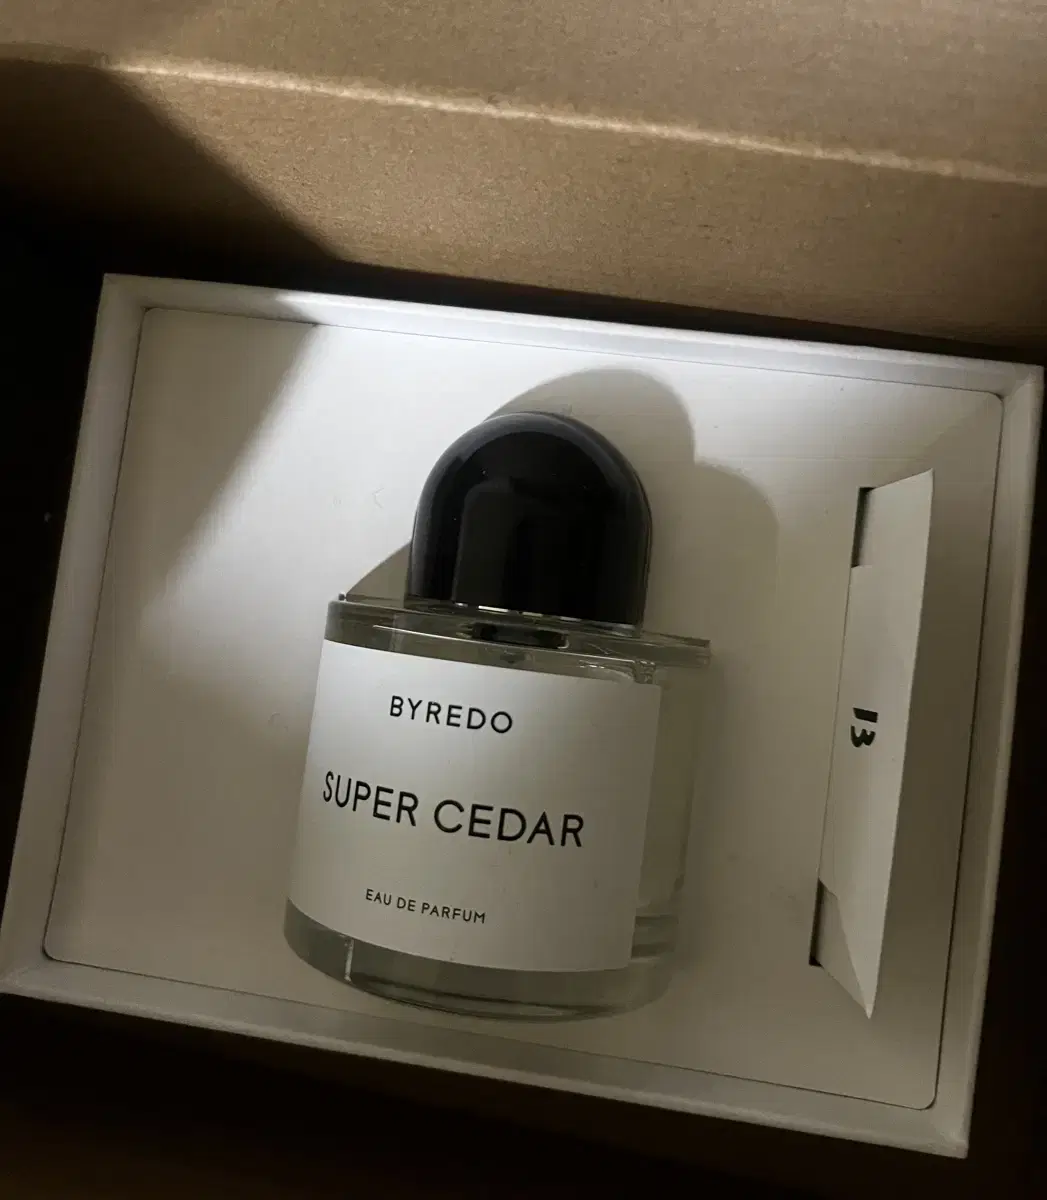 BYREDO
SUPER CEDAR
EAU DE PARFUM
13